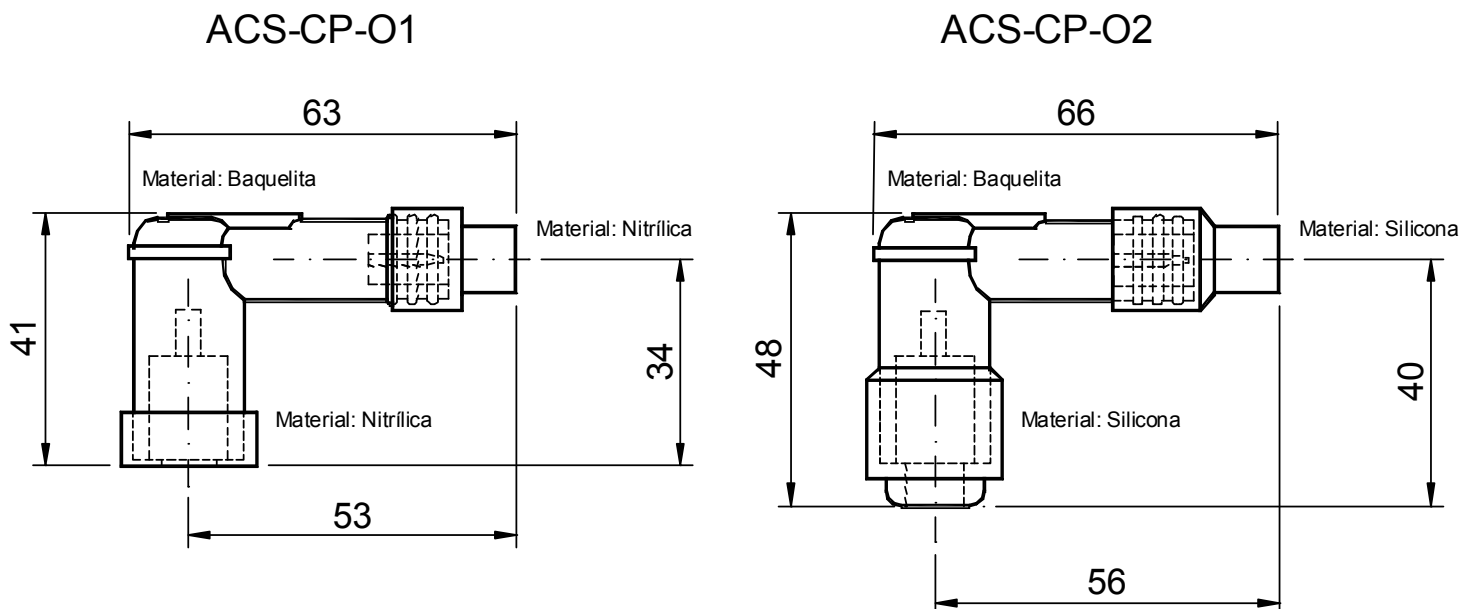 ACS-CP-O1
63
Material: Baquelita
Material: Nitrílica
41
34
Material: Nitrílica
53
ACS-CP-O2
66
Material: Baquelita
Material: Silicona
48
40
Material: Silicona
56